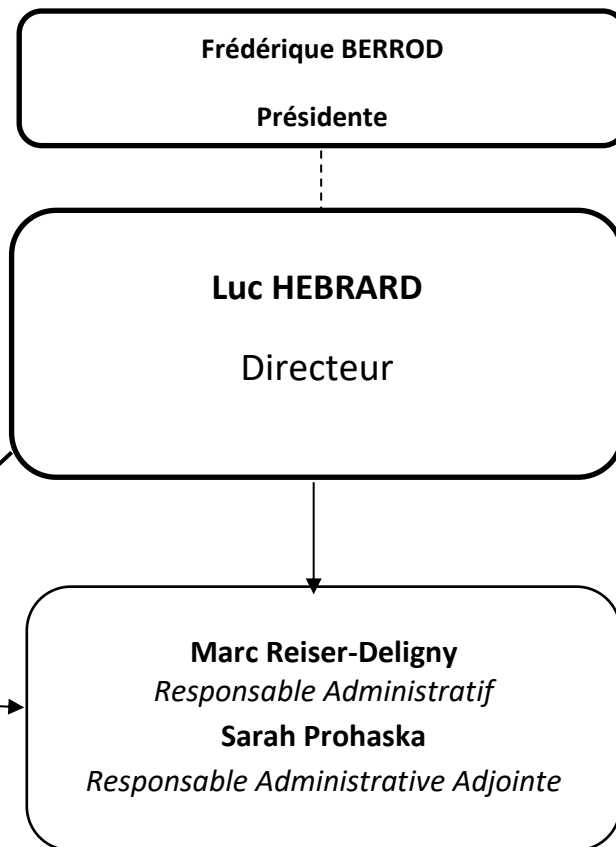 Frédérique BERROD
Présidente
Luc HEBRARD
Directeur
Marc Reiser-Deligny
Responsable Administratif
Sarah Prohaska
Responsable Administrative Adjointe